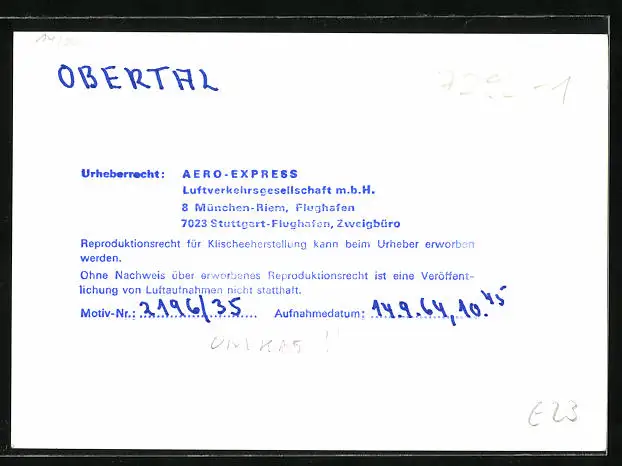 OBERTAL
Urheberrecht: AERO-EXPRESS
Luftverkehrsgesellschaft m.b.H.
8 München-Riem, Flughafen
7023 Stuttgart-Flughafen, Zweigbüro
Reproduktionsrecht für Klischeeherstellung kann beim Urheber erworben
werden.
Ohne Nachweis über erworbenes Reproduktionsrecht ist eine Veröffent-
lichung von Luftaufnahmen nicht statthaft.
Motiv-Nr.: 2196/35 Aufnahmedatum: 14.9.64, 10.45
UNIKAT !!
E23